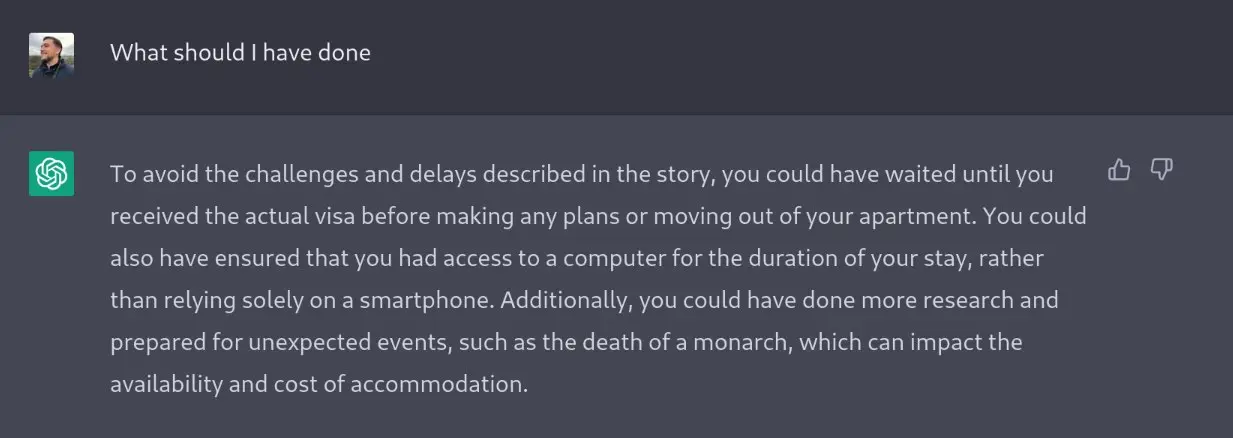 What should I have done
To avoid the challenges and delays described in the story, you could have waited until you
received the actual visa before making any plans or moving out of your apartment. You could
also have ensured that you had access to a computer for the duration of your stay, rather
than relying solely on a smartphone. Additionally, you could have done more research and
prepared for unexpected events, such as the death of a monarch, which can impact the
availability and cost of accommodation.